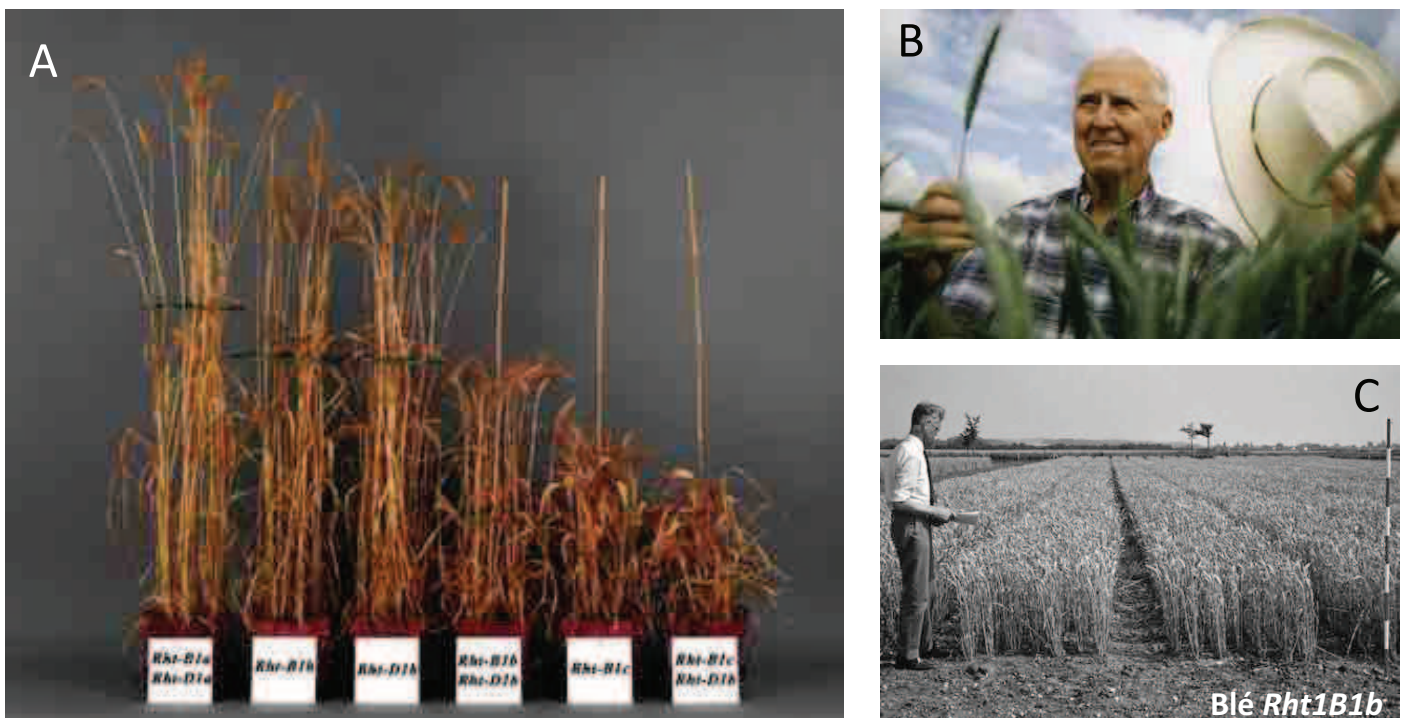 A
B
C
Rht-B1a
Rht-D1a
Rht-B1b
Rht-D1b
Rht-B1b
Rht-D1b
Rht-B1c
Rht-B1c
Rht-D1b
Blé Rht1B1b